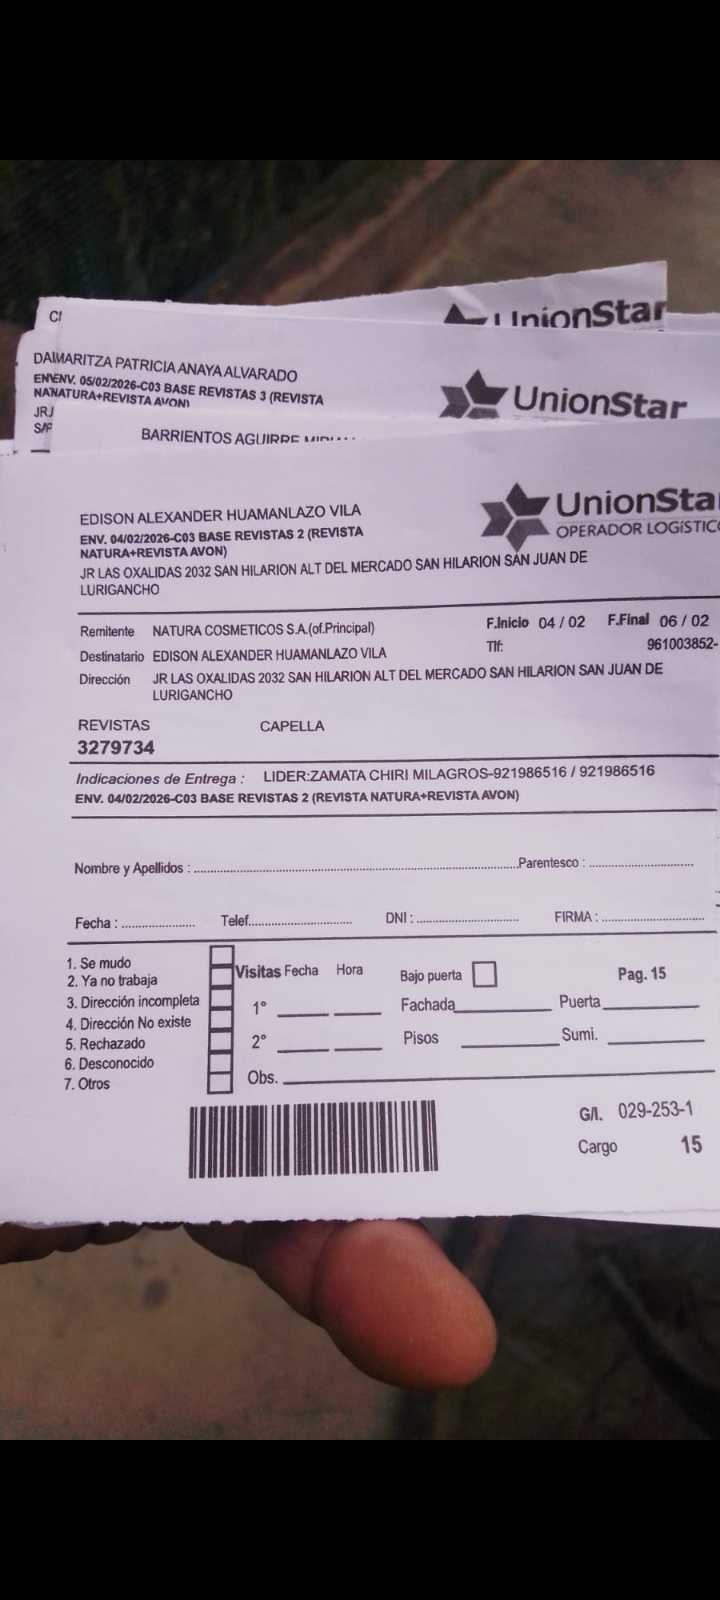 UnionStar
DAMARITZA PATRICIA ANAYA ALVARADO
ENV. 05/02/2026-C03 BASE REVISTAS 3 (REVISTA
NATURA+REVISTA AVON)
UnionStar
BARRIENTOS AGUIRRE
EDISON ALEXANDER HUAMANLAZO VILA
ENV. 04/02/2026-C03 BASE REVISTAS 2 (REVISTA
NATURA+REVISTA AVON)
UnionSta
OPERADOR LOGÍSTICO
JR LAS OXALIDAS 2032 SAN HILARION ALT DEL MERCADO SAN HILARION SAN JUAN DE
LURIGANCHO
Remitente NATURA COSMETICOS S.A.(of.Principal) F.Inicio 04 / 02 F.Final 06 / 02
Destinatario EDISON ALEXANDER HUAMANLAZO VILA Tlf: 961003852-
Dirección JR LAS OXALIDAS 2032 SAN HILARION ALT DEL MERCADO SAN HILARION SAN JUAN DE
LURIGANCHO
REVISTAS CAPELLA
3279734
Indicaciones de Entrega : LIDER:ZAMATA CHIRI MILAGROS-921986516 / 921986516
ENV. 04/02/2026-C03 BASE REVISTAS 2 (REVISTA NATURA+REVISTA AVON)
Nombre y Apellidos : Parentesco :
Fecha : Telef. DNI : FIRMA :
1. Se mudo
2. Ya no trabaja
3. Dirección incompleta
4. Dirección No existe
5. Rechazado
6. Desconocido
7. Otros
Visitas Fecha Hora Bajo puerta Pag. 15
1° Fachada Puerta
2° Pisos Sumi.
Obs.
G/I. 029-253-1
Cargo 15